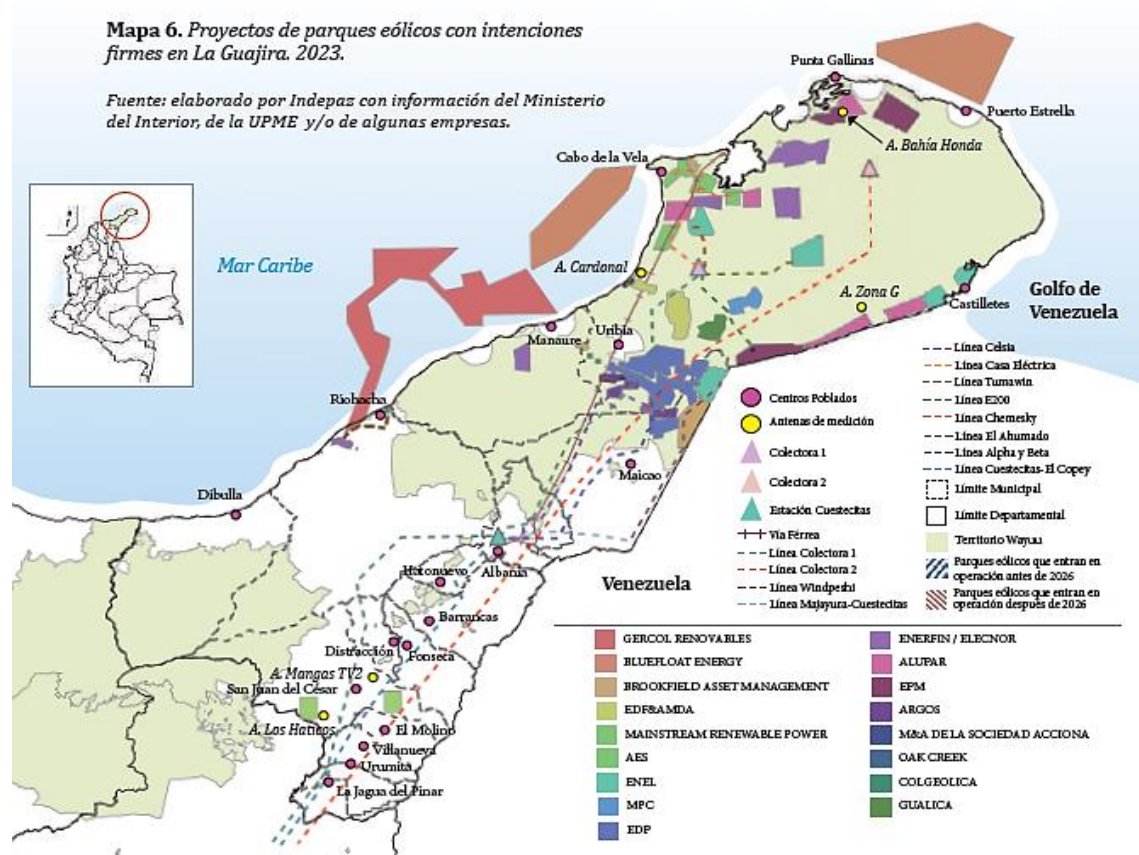 Mapa 6. Proyectos de parques eólicos con intenciones
firmes en La Guajira. 2023.
Fuente: elaborado por Indepaz con información del Ministerio
del Interior, de la UPME y/o de algunas empresas.
Punta Gallinas
Puerto Estrella
A. Bahía Honda
Cabo de la Vela
Mar Caribe
A. Cardonal
A. Zona G
Castilletes
Golfo de
Venezuela
Manaure
Uribia
Riohacha
Maicao
Dibulla
Albania
Hatonuevo
Barrancas
Distracción
Fonseca
A. Mangas TV2
San Juan del César
A. Los Haticos
El Molino
Villanueva
Urumita
La Jagua del Pinar
Venezuela
Centros Poblados
Antenas de medición
Colectora 1
Colectora 2
Estación Cuestecitas
Vía Férrea
Línea Colectora 1
Línea Colectora 2
Línea Windpeshi
Línea Majayura-Cuestecitas
Línea Celsia
Línea Casa Eléctrica
Línea Tumawin
Línea E200
Línea Chemesky
Línea El Ahumado
Línea Alpha y Beta
Línea Cuestecitas-El Copey
Límite Municipal
Límite Departamental
Territorio Wayuu
Parques eólicos que entran en
operación antes de 2026
Parques eólicos que entran en
operación después de 2026
GERCOL RENOVABLES
BLUEFLOAT ENERGY
BROOKFIELD ASSET MANAGEMENT
EDF&AMDA
MAINSTREAM RENEWABLE POWER
AES
ENEL
MPC
EDP
ENERFIN / ELECNOR
ALUPAR
EPM
ARGOS
M&A DE LA SOCIEDAD ACCIONA
OAK CREEK
COLGEOLICA
GUALICA